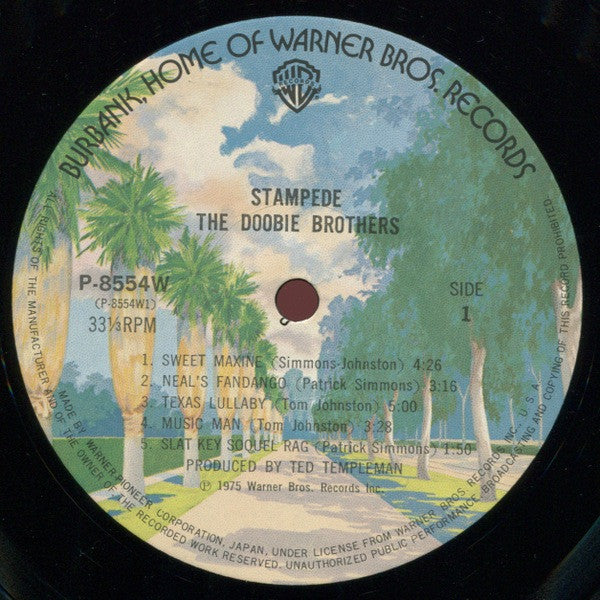 BURBANK, HOME OF WARNER BROS. RECORDS
RECORDS
STAMPEDE
THE DOOBIE BROTHERS
P-8554W
(P-8554W1)
33⅓RPM
SIDE
1
1. SWEET MAXINE (Simmons-Johnston) 4:26
2. NEAL'S FANDANGO (Patrick Simmons) 3:16
3. TEXAS LULLABY (Tom Johnston) 5:00
4. MUSIC MAN (Tom Johnston) 3:28
5. SLAT KEY SOQUEL RAG (Patrick Simmons) 1:50
PRODUCED BY TED TEMPLEMAN
Ⓟ 1975 Warner Bros. Records Inc.
MADE BY WARNER-PIONEER CORPORATION, JAPAN, UNDER LICENSE FROM WARNER BROS. RECORDS INC., U.S.A.
ALL RIGHTS OF THE MANUFACTURER AND OF THE OWNER OF THE RECORDED WORK RESERVED. UNAUTHORIZED PUBLIC PERFORMANCE, BROADCASTING AND COPYING OF THIS RECORD PROHIBITED.